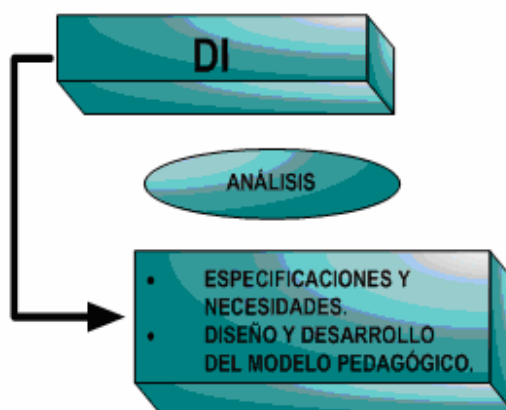 DI
ANÁLISIS
• ESPECIFICACIONES Y
NECESIDADES.
• DISEÑO Y DESARROLLO
DEL MODELO PEDAGÓGICO.